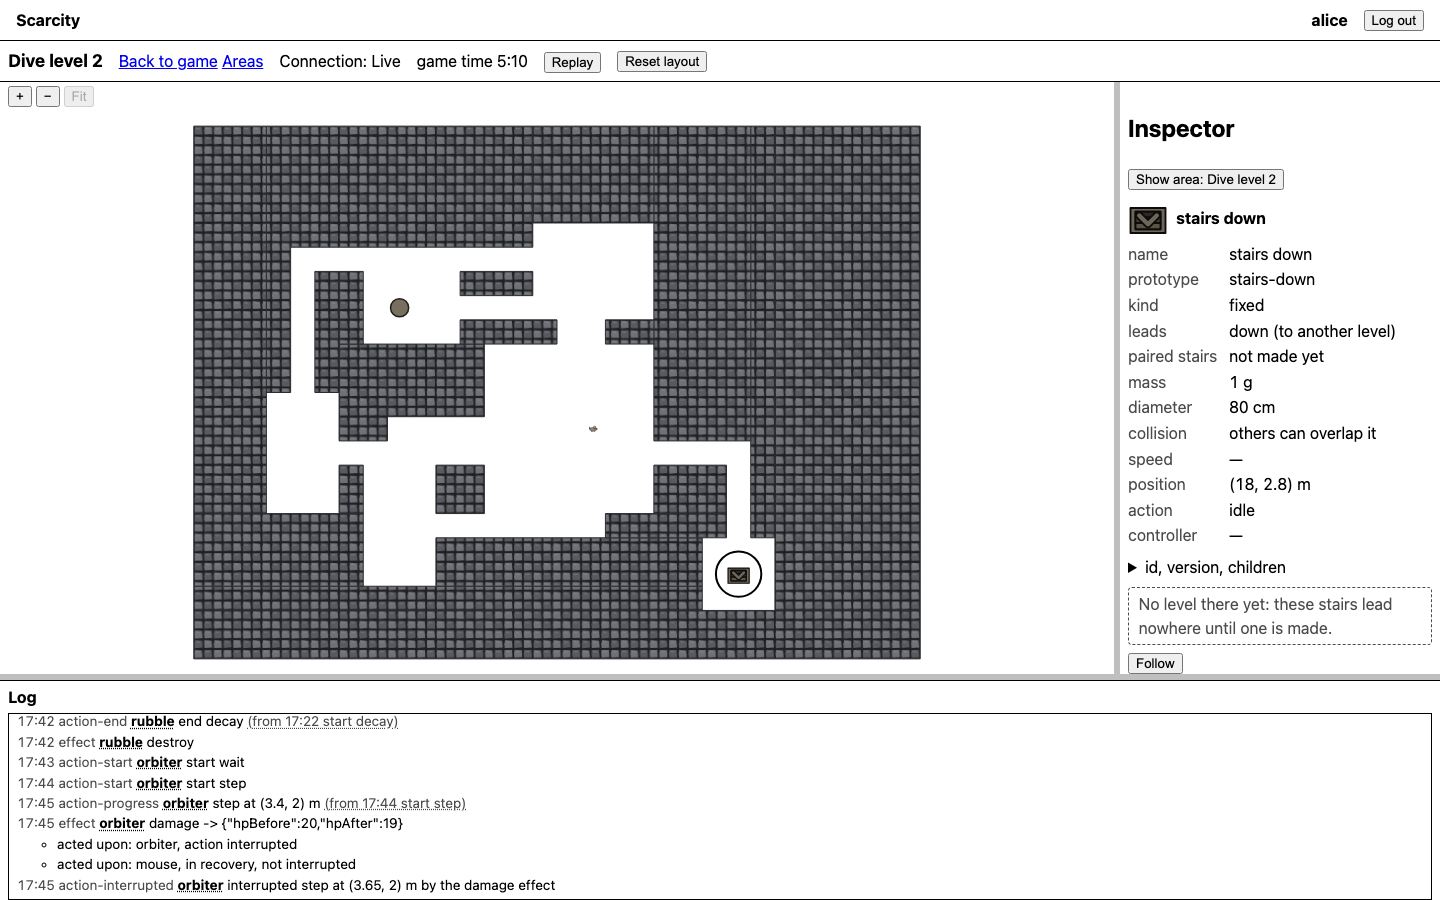 Scarcity
alice
Log out
Dive level 2
Back to game
Areas
Connection: Live
game time 5:10
Replay
Reset layout
+
−
Fit
Inspector
Show area: Dive level 2
stairs down
name stairs down
prototype stairs-down
kind fixed
leads down (to another level)
paired stairs not made yet
mass 1 g
diameter 80 cm
collision others can overlap it
speed —
position (18, 2.8) m
action idle
controller —
▶ id, version, children
No level there yet: these stairs lead
nowhere until one is made.
Follow
Log
17:42 action-end rubble end decay (from 17:22 start decay)
17:42 effect rubble destroy
17:43 action-start orbiter start wait
17:44 action-start orbiter start step
17:45 action-progress orbiter step at (3.4, 2) m (from 17:44 start step)
17:45 effect orbiter damage -> {"hpBefore":20,"hpAfter":19}
acted upon: orbiter, action interrupted
acted upon: mouse, in recovery, not interrupted
17:45 action-interrupted orbiter interrupted step at (3.65, 2) m by the damage effect